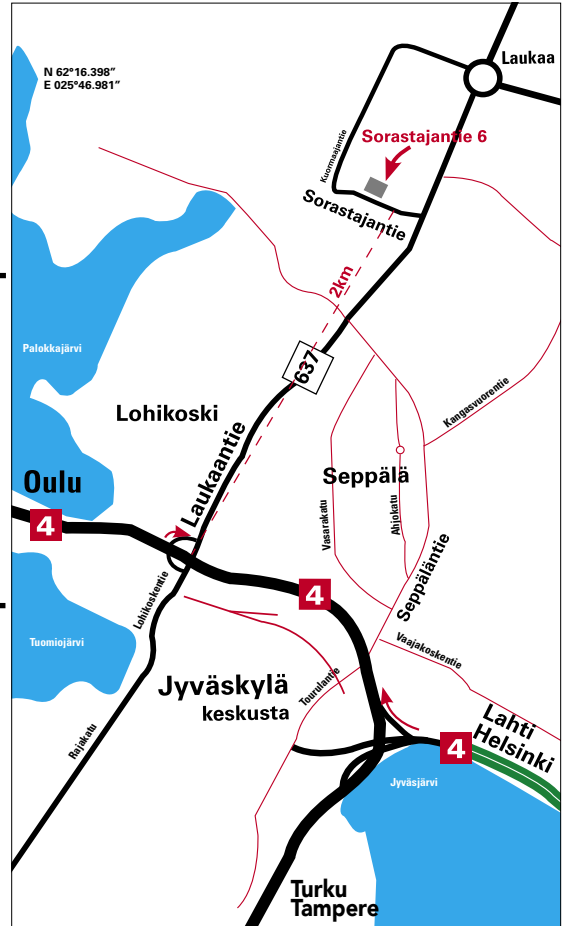 Laukaa
N 62°16.398”
E 025°46.981”
Sorastajantie 6
Kuormaajantie
Sorastajantie
2km
Palokkajärvi
637
Kangasvuorentie
Lohikoski
Laukaantie
Seppälä
Oulu
4
Vasarakatu
Ahjokatu
Seppäläntie
Lohikoskentie
4
Tuomiojärvi
Vaajakoskentie
Jyväskylä
keskusta
Tourulantie
Rajakatu
Lahti
Helsinki
4
Jyväsjärvi
Turku
Tampere